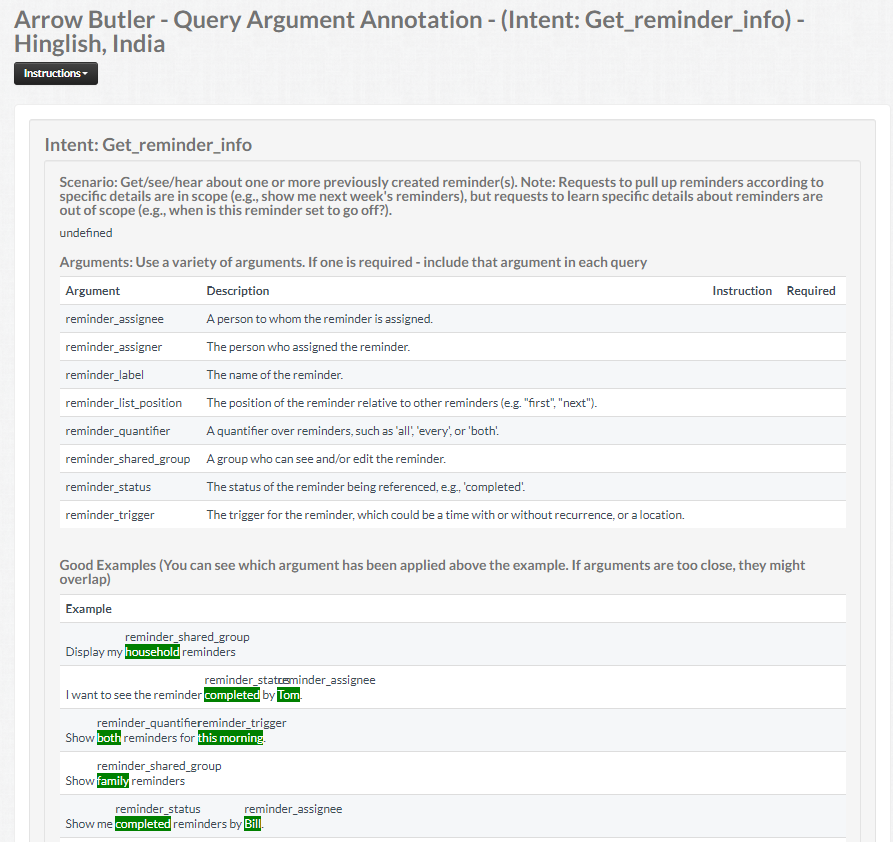 Arrow Butler - Query Argument Annotation - (Intent: Get_reminder_info) -
Hinglish, India
Instructions
Intent: Get_reminder_info
Scenario: Get/see/hear about one or more previously created reminder(s). Note: Requests to pull up reminders according to
specific details are in scope (e.g., show me next week's reminders), but requests to learn specific details about reminders are
out of scope (e.g., when is this reminder set to go off?).
undefined
Arguments: Use a variety of arguments. If one is required - include that argument in each query
Argument Description Instruction Required
reminder_assignee A person to whom the reminder is assigned.
reminder_assigner The person who assigned the reminder.
reminder_label The name of the reminder.
reminder_list_position The position of the reminder relative to other reminders (e.g. "first", "next").
reminder_quantifier A quantifier over reminders, such as 'all', 'every', or 'both'.
reminder_shared_group A group who can see and/or edit the reminder.
reminder_status The status of the reminder being referenced, e.g., 'completed'.
reminder_trigger The trigger for the reminder, which could be a time with or without recurrence, or a location.
Good Examples (You can see which argument has been applied above the example. If arguments are too close, they might
overlap)
Example
reminder_shared_group
Display my household reminders
reminder_status reminder_assignee
I want to see the reminder completed by Tom.
reminder_quantifier reminder_trigger
Show both reminders for this morning.
reminder_shared_group
Show family reminders
reminder_status reminder_assignee
Show me completed reminders by Bill.